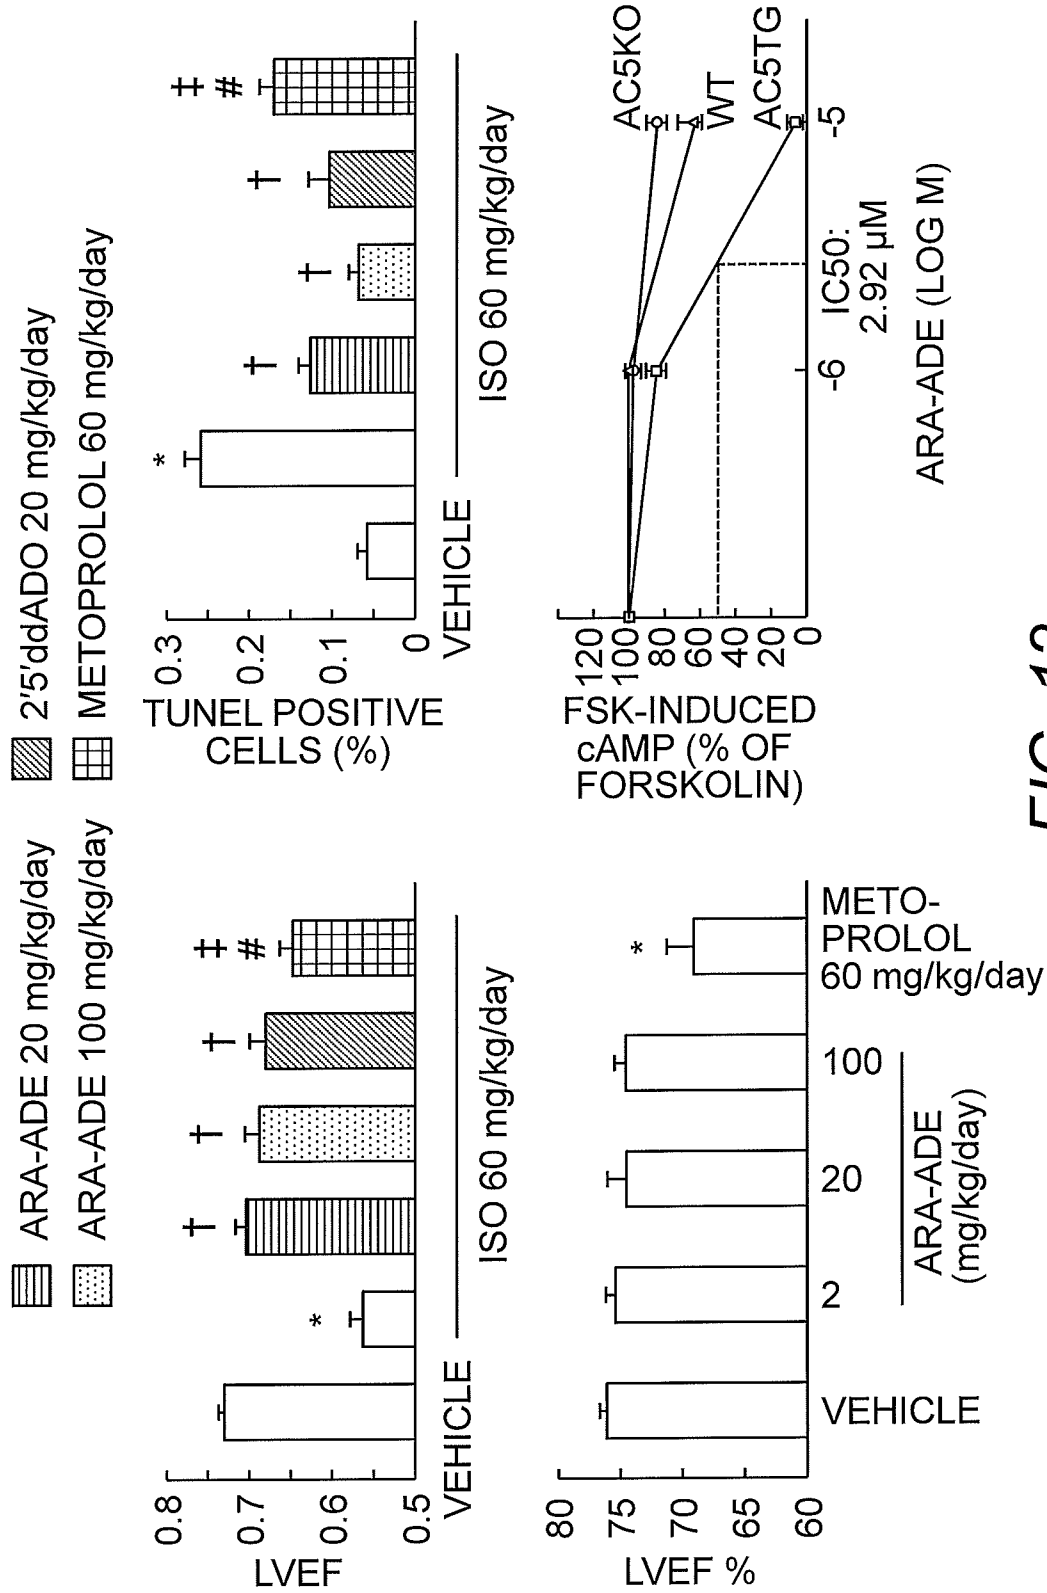 ARA-ADE 20 mg/kg/day
2'5'ddADO 20 mg/kg/day
ARA-ADE 100 mg/kg/day
METOPROLOL 60 mg/kg/day
0.8
0.7
0.6
0.5
LVEF
*
†
†
†
‡
#
VEHICLE
ISO 60 mg/kg/day
0.3
0.2
0.1
0
TUNEL POSITIVE
CELLS (%)
*
†
†
†
‡
#
VEHICLE
ISO 60 mg/kg/day
80
75
70
65
60
LVEF %
*
VEHICLE
2
20
100
ARA-ADE
(mg/kg/day)
METO-
PROLOL
60 mg/kg/day
120
100
80
60
40
20
0
FSK-INDUCED
cAMP (% OF
FORSKOLIN)
AC5KO
WT
AC5TG
-6
-5
IC50:
2.92 µM
ARA-ADE (LOG M)